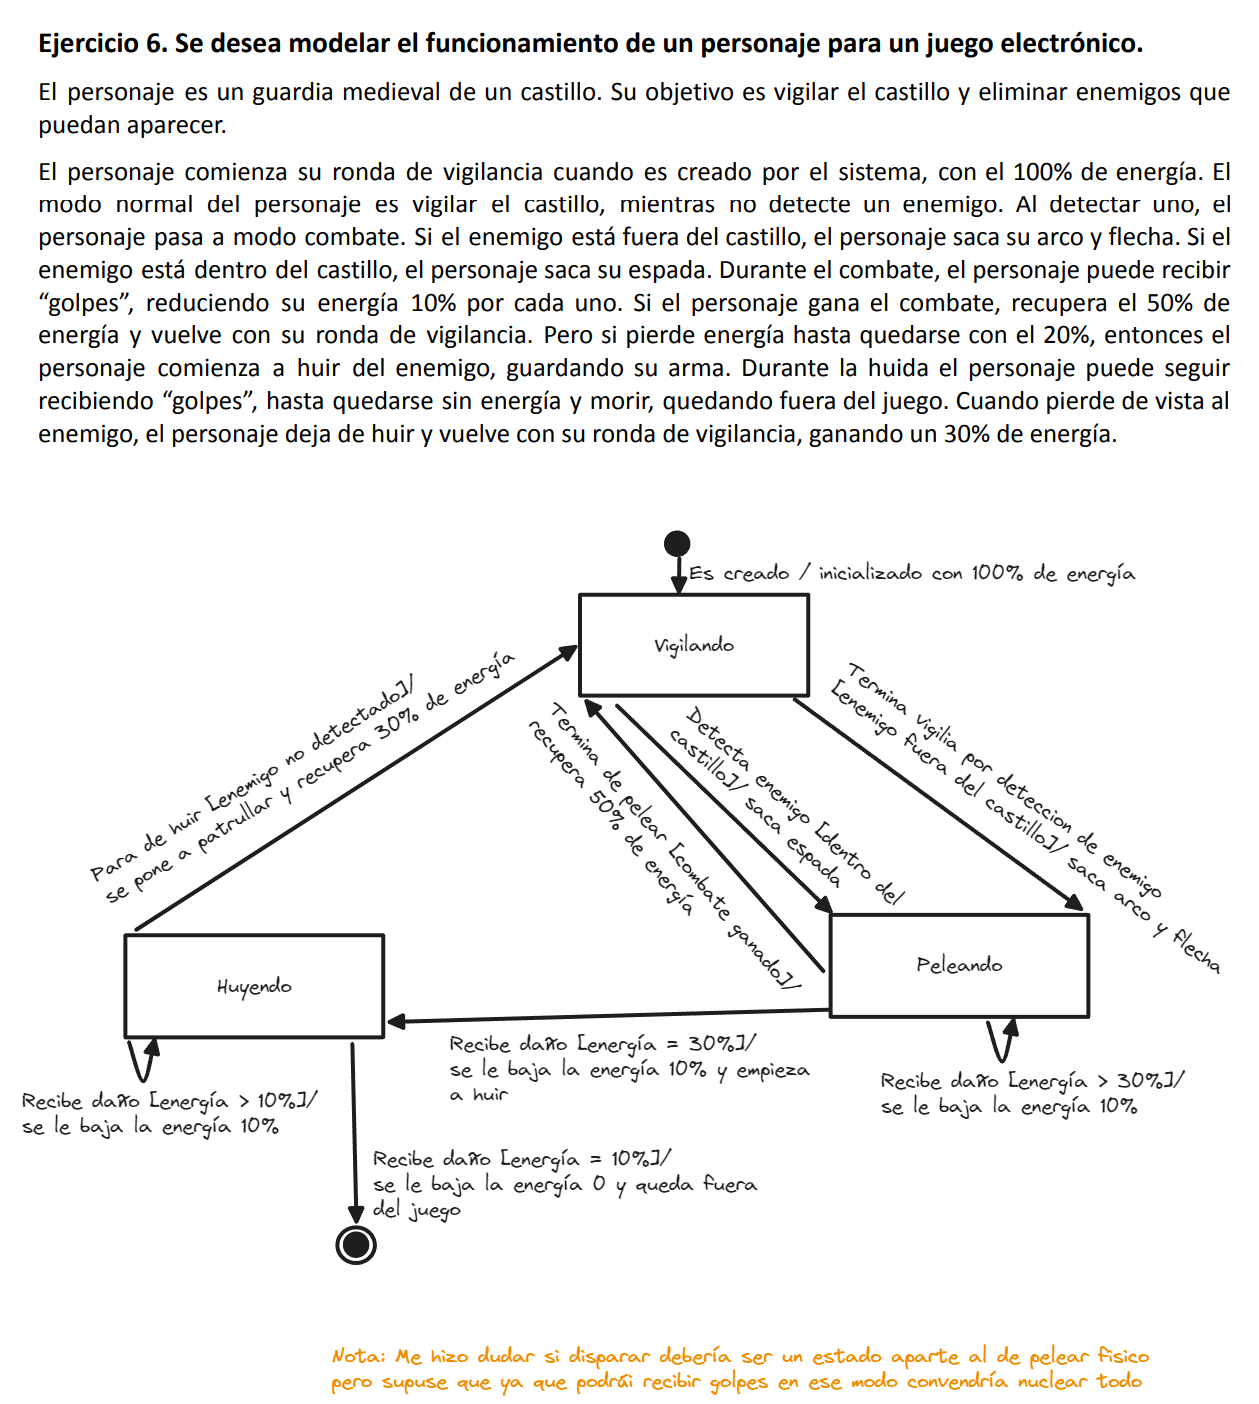 Ejercicio 6. Se desea modelar el funcionamiento de un personaje para un juego electrónico.
El personaje es un guardia medieval de un castillo. Su objetivo es vigilar el castillo y eliminar enemigos que
puedan aparecer.
El personaje comienza su ronda de vigilancia cuando es creado por el sistema, con el 100% de energía. El
modo normal del personaje es vigilar el castillo, mientras no detecte un enemigo. Al detectar uno, el
personaje pasa a modo combate. Si el enemigo está fuera del castillo, el personaje saca su arco y flecha. Si el
enemigo está dentro del castillo, el personaje saca su espada. Durante el combate, el personaje puede recibir
“golpes”, reduciendo su energía 10% por cada uno. Si el personaje gana el combate, recupera el 50% de
energía y vuelve con su ronda de vigilancia. Pero si pierde energía hasta quedarse con el 20%, entonces el
personaje comienza a huir del enemigo, guardando su arma. Durante la huida el personaje puede seguir
recibiendo “golpes”, hasta quedarse sin energía y morir, quedando fuera del juego. Cuando pierde de vista al
enemigo, el personaje deja de huir y vuelve con su ronda de vigilancia, ganando un 30% de energía.
Es creado / inicializado con 100% de energía
Vigilando
Para de huir [enemigo no detectado]/
se pone a patrullar y recupera 30% de energía
Termina de pelear [combate ganado]/
recupera 50% de energía
Detecta enemigo [dentro del
castillo]/ saca espada
Termina vigilia por deteccion de enemigo
[enemigo fuera del castillo]/ saca arco y flecha
Huyendo
Peleando
Recibe daño [energía = 30%]/
se le baja la energía 10% y empieza
a huir
Recibe daño [energía > 30%]/
se le baja la energía 10%
Recibe daño [energía > 10%]/
se le baja la energía 10%
Recibe daño [energía = 10%]/
se le baja la energía 0 y queda fuera
del juego
Nota: Me hizo dudar si disparar debería ser un estado aparte al de pelear fisico
pero supuse que ya que podrái recibir golpes en ese modo convendría nuclear todo